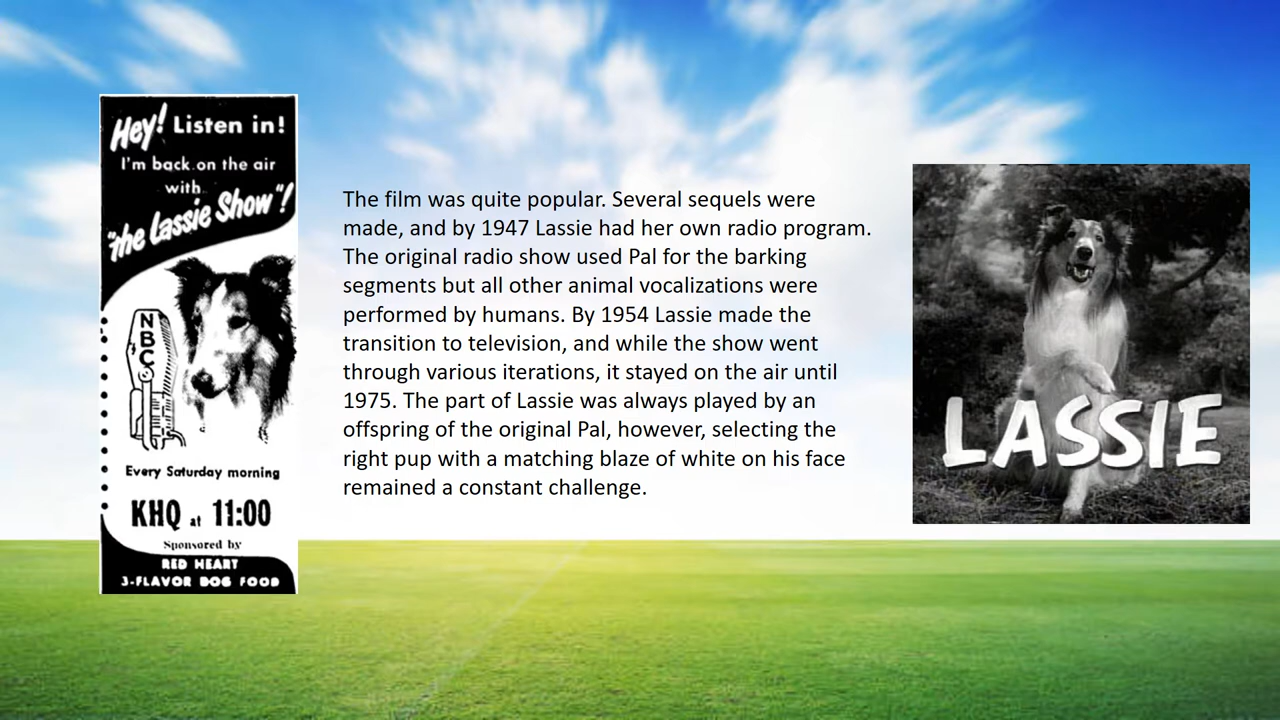 Hey! Listen in!
I'm back on the air
with
"the Lassie Show"!
NBC
Every Saturday morning
KHQ at 11:00
Sponsored by
RED HEART
3-FLAVOR DOG FOOD
The film was quite popular. Several sequels were
made, and by 1947 Lassie had her own radio program.
The original radio show used Pal for the barking
segments but all other animal vocalizations were
performed by humans. By 1954 Lassie made the
transition to television, and while the show went
through various iterations, it stayed on the air until
1975. The part of Lassie was always played by an
offspring of the original Pal, however, selecting the
right pup with a matching blaze of white on his face
remained a constant challenge.
LASSIE